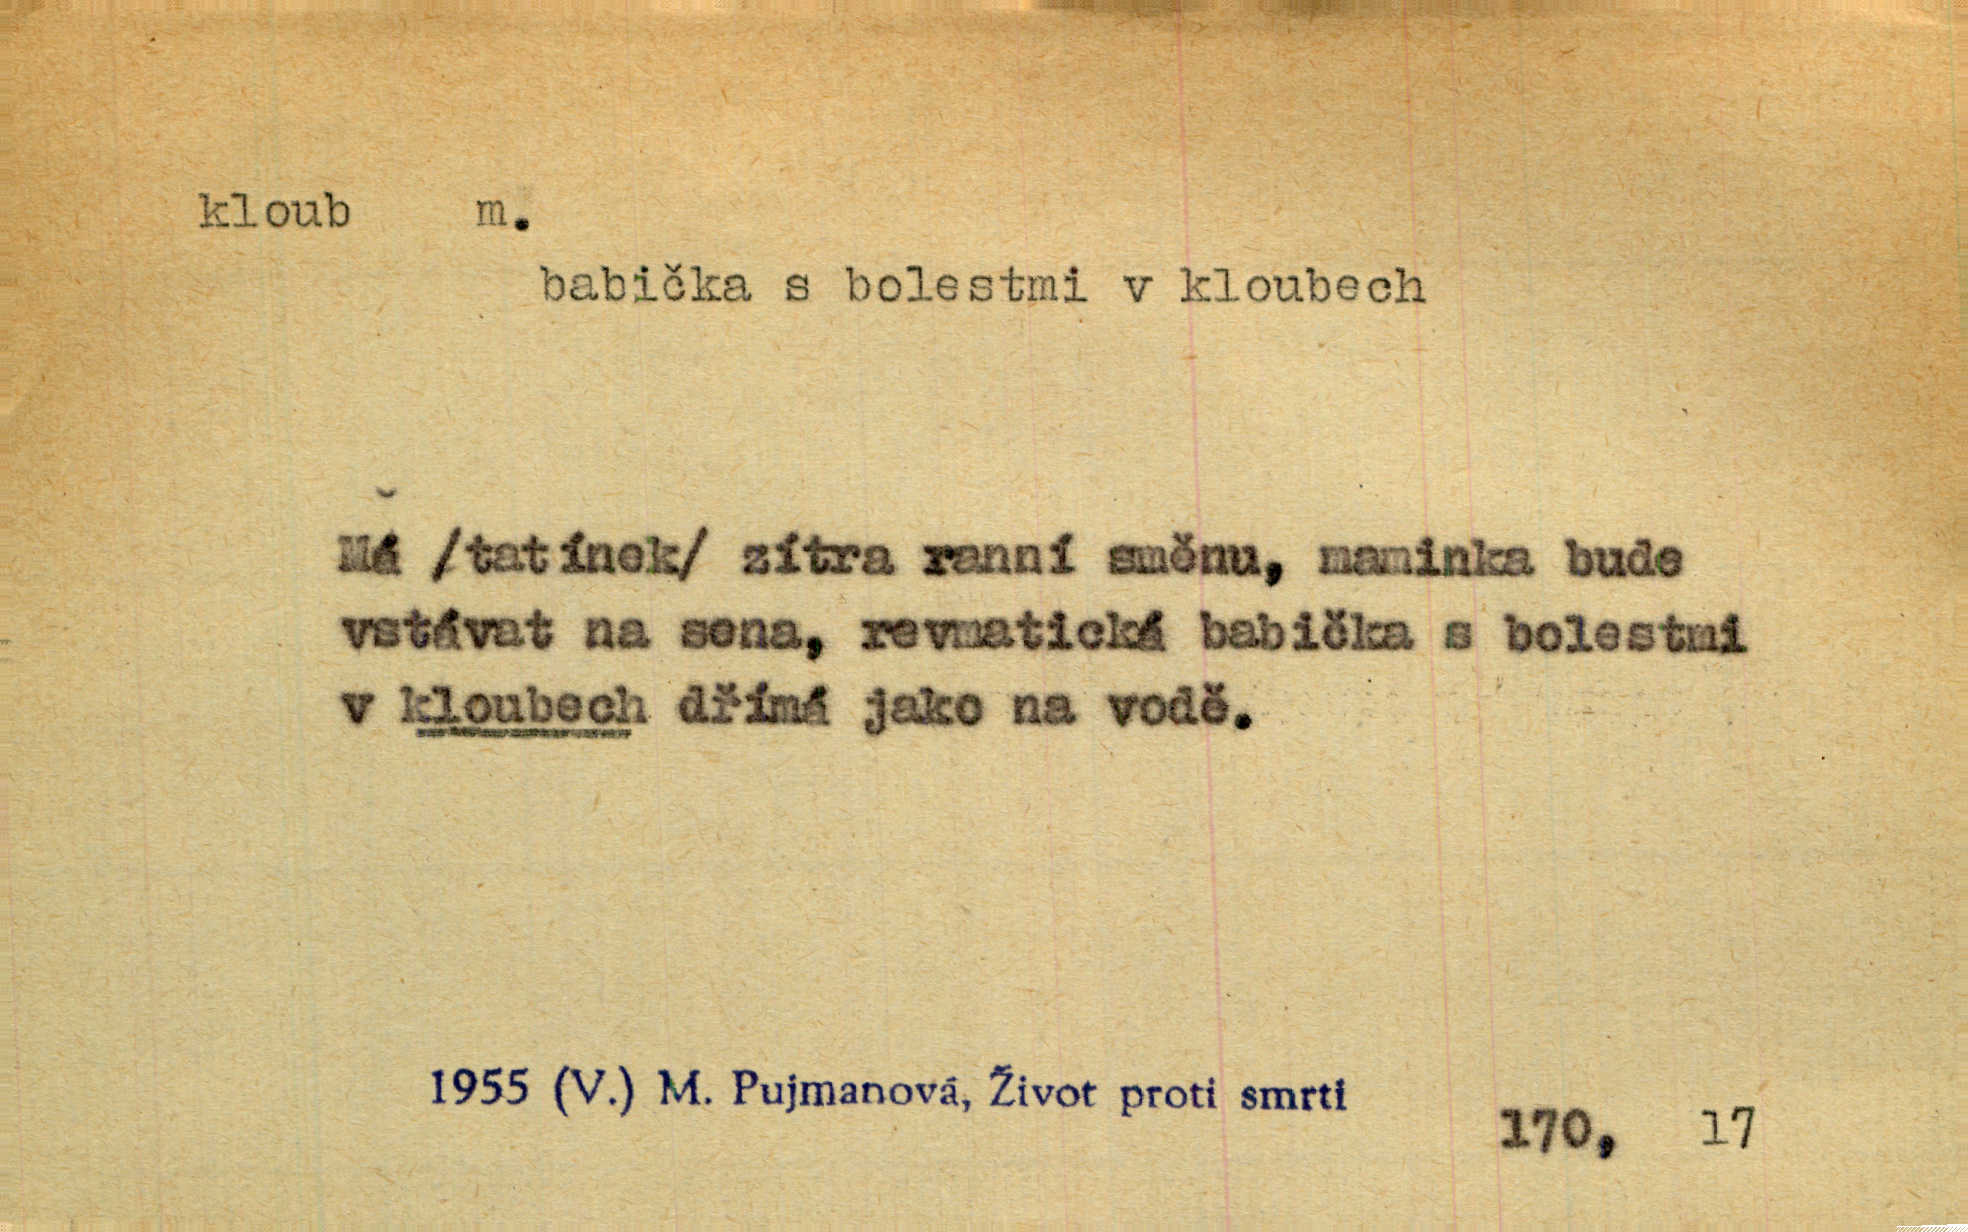 kloub m.
babička s bolestmi v kloubech
Má /tatínek/ zítra ranní směnu, maminka bude
vstávat na sena, revmatická babička s bolestmi
v kloubech dřímá jako na vodě.
1955 (V.) M. Pujmanová, Život proti smrti
170, 17